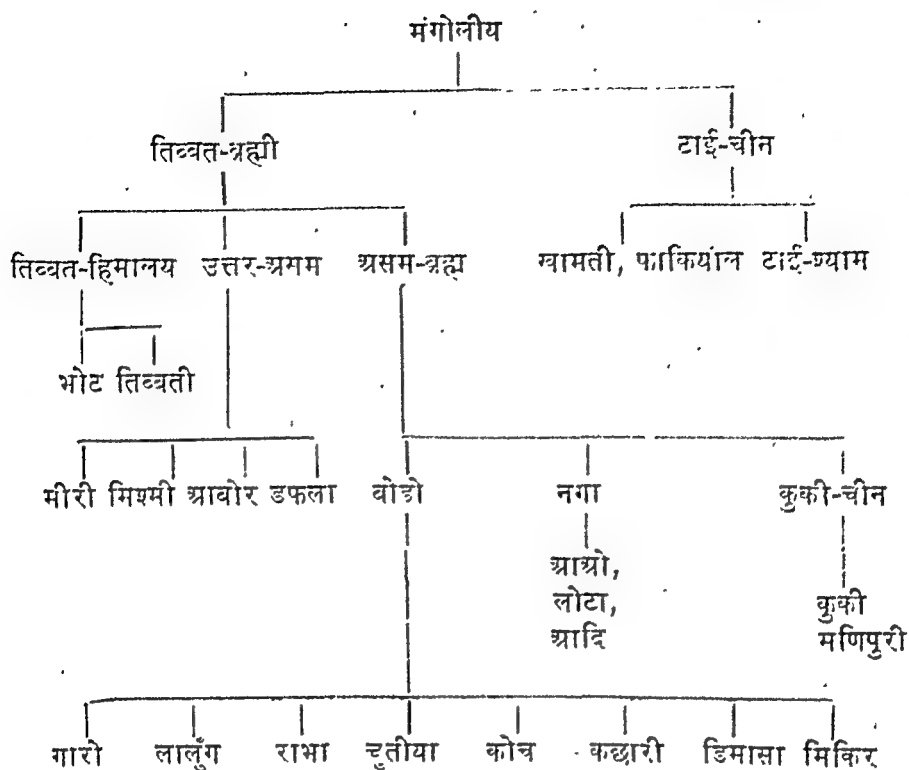 मंगोलीय
तिब्बत-ब्रह्मी टाई-चीन
तिब्बत-हिमालय उत्तर-असम असम-ब्रह्म खामती, फाकियाल टाई-श्याम
भोट तिब्बती
मीरी मिश्मी आबोर डफला बोडो नगा कुकी-चीन
आओ,
लोटा,
आदि
कुकी
मणिपुरी
गारो लालुँग राभा चुतीया कोच कछारी डिमासा मिकिर